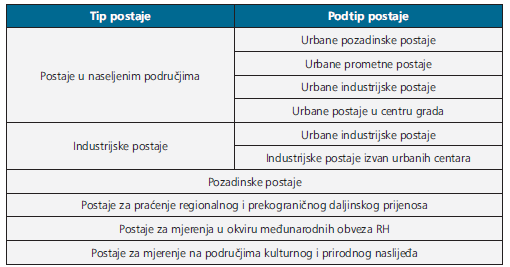 Tip postaje
Podtip postaje
Postaje u naseljenim područjima
Urbane pozadinske postaje
Urbane prometne postaje
Urbane industrijske postaje
Urbane postaje u centru grada
Industrijske postaje
Urbane industrijske postaje
Industrijske postaje izvan urbanih centara
Pozadinske postaje
Postaje za praćenje regionalnog i prekograničnog daljinskog prijenosa
Postaje za mjerenja u okviru međunarodnih obveza RH
Postaje za mjerenje na područjima kulturnog i prirodnog naslijeđa